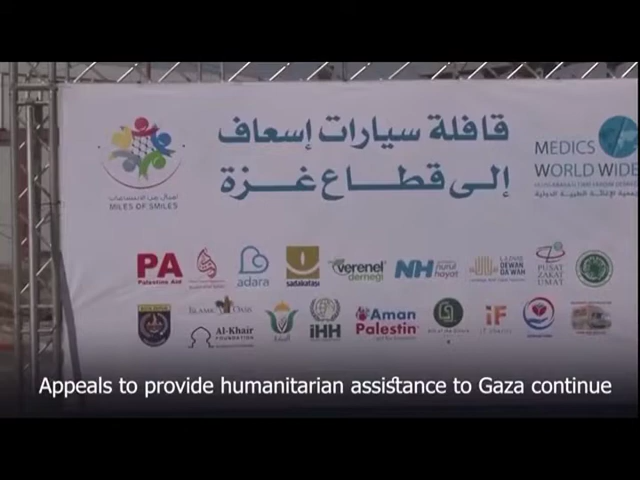 قافلة سيارات إسعاف
إلى قطاع غزة
MILES OF SMILES
MEDICS
WORLD WIDE
PA
Palestine Aid
adara
sadakataşı
verenel
derneği
NH
nurul
hayat
DEWAN
DA'WAH
PUSAT
ZAKAT
UMAT
Al-Khair
FOUNDATION
iHH
Aman
Palestin
iF
Appeals to provide humanitarian assistance to Gaza continue